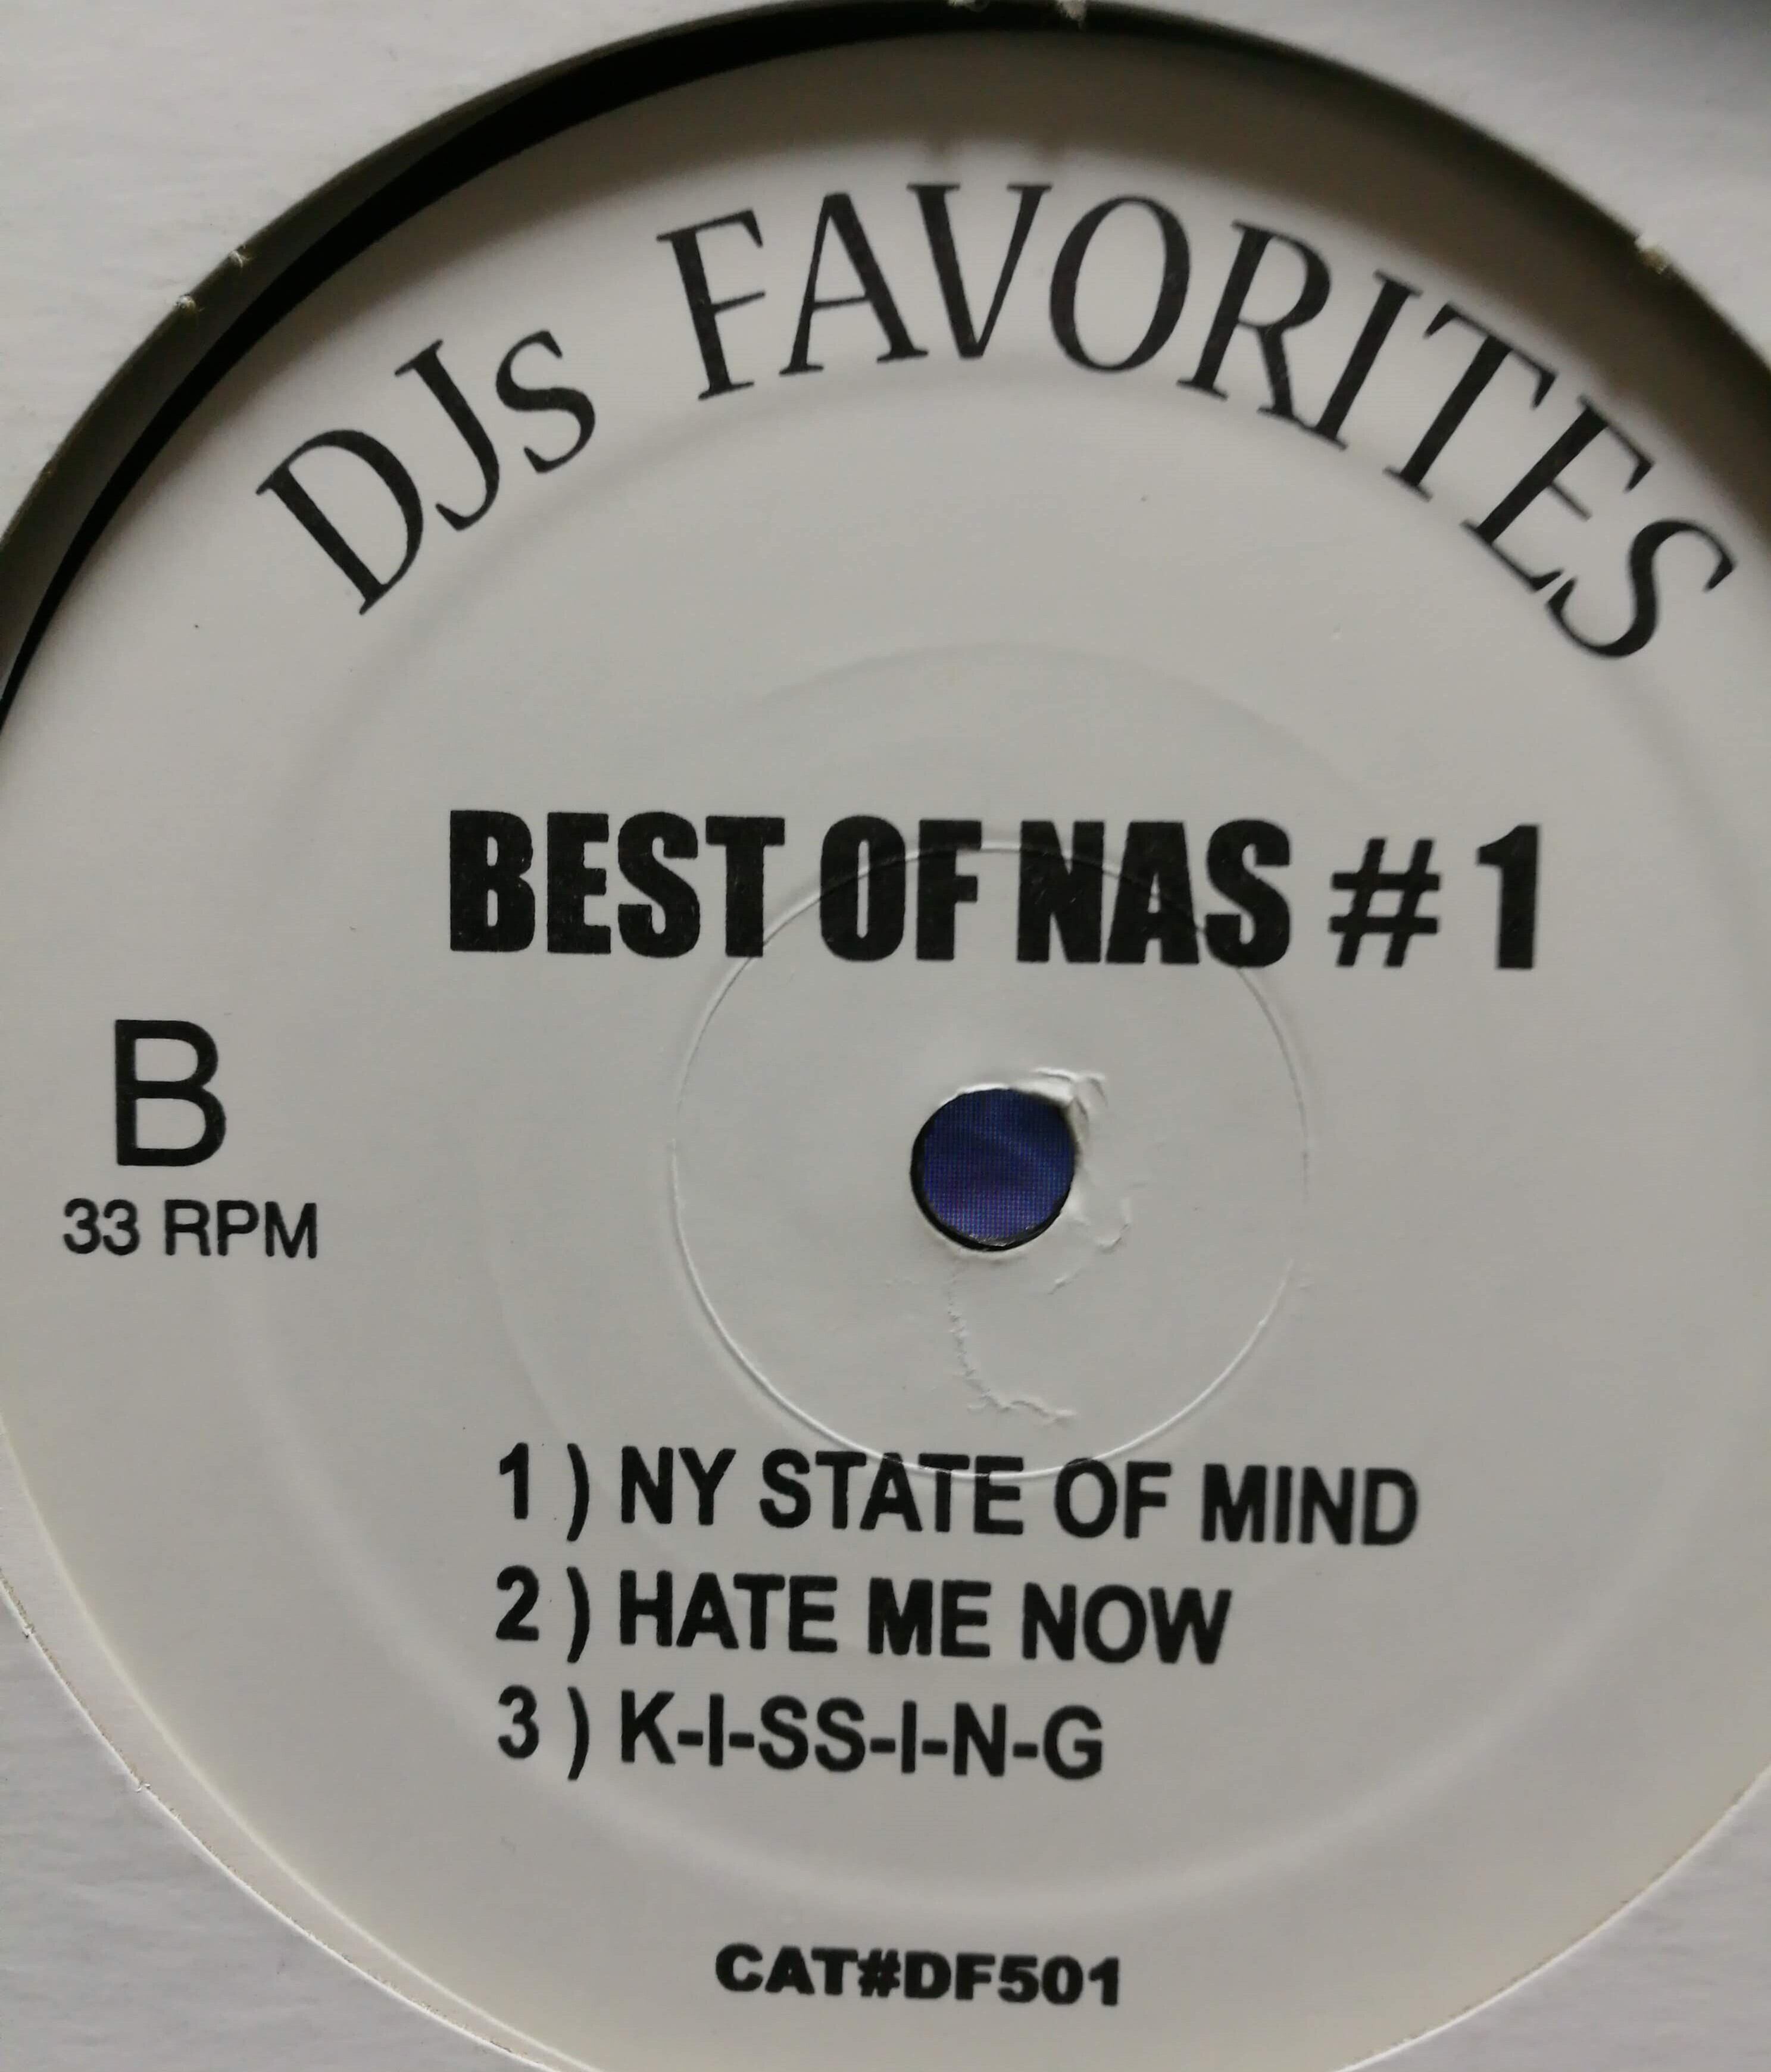 DJs FAVORITES
BEST OF NAS # 1
B
33 RPM
1 ) NY STATE OF MIND
2 ) HATE ME NOW
3 ) K-I-SS-I-N-G
CAT#DF501